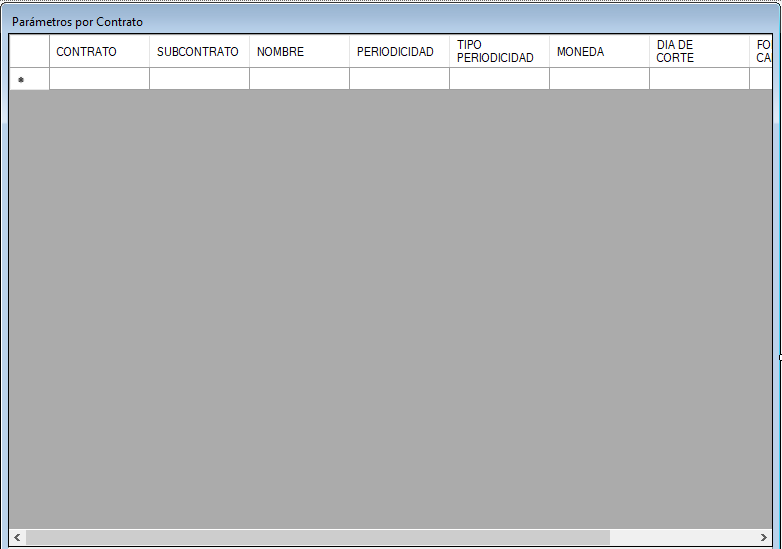 Parámetros por Contrato
CONTRATO
SUBCONTRATO
NOMBRE
PERIODICIDAD
TIPO
PERIODICIDAD
MONEDA
DIA DE
CORTE